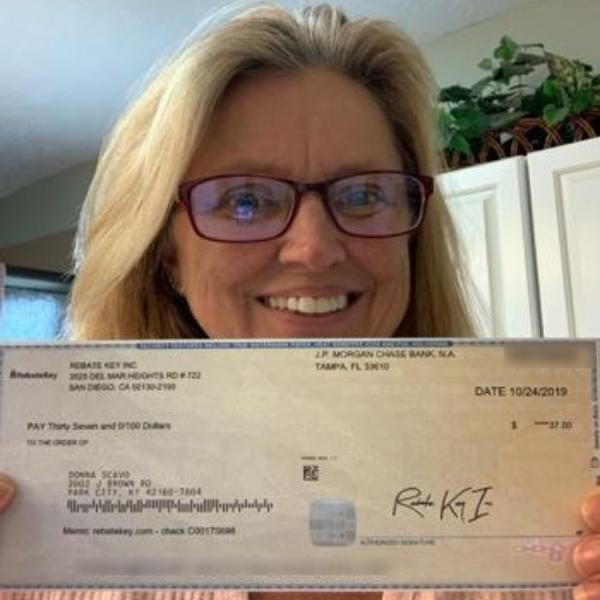 RebateKey
REBATE KEY INC
3525 DEL MAR HEIGHTS RD # 722
SAN DIEGO, CA 92130-2199
J.P. MORGAN CHASE BANK, N.A.
TAMPA, FL 33610
DATE 10/24/2019
PAY Thirty Seven and 0/100 Dollars
$ ****37.00
TO THE ORDER OF
DONNA SCAVO
2002 J BROWN RD
PARK CITY, KY 42160-7604
Memo: rebatekey.com - check C00170698
Rebate Key Inc
AUTHORIZED SIGNATURE